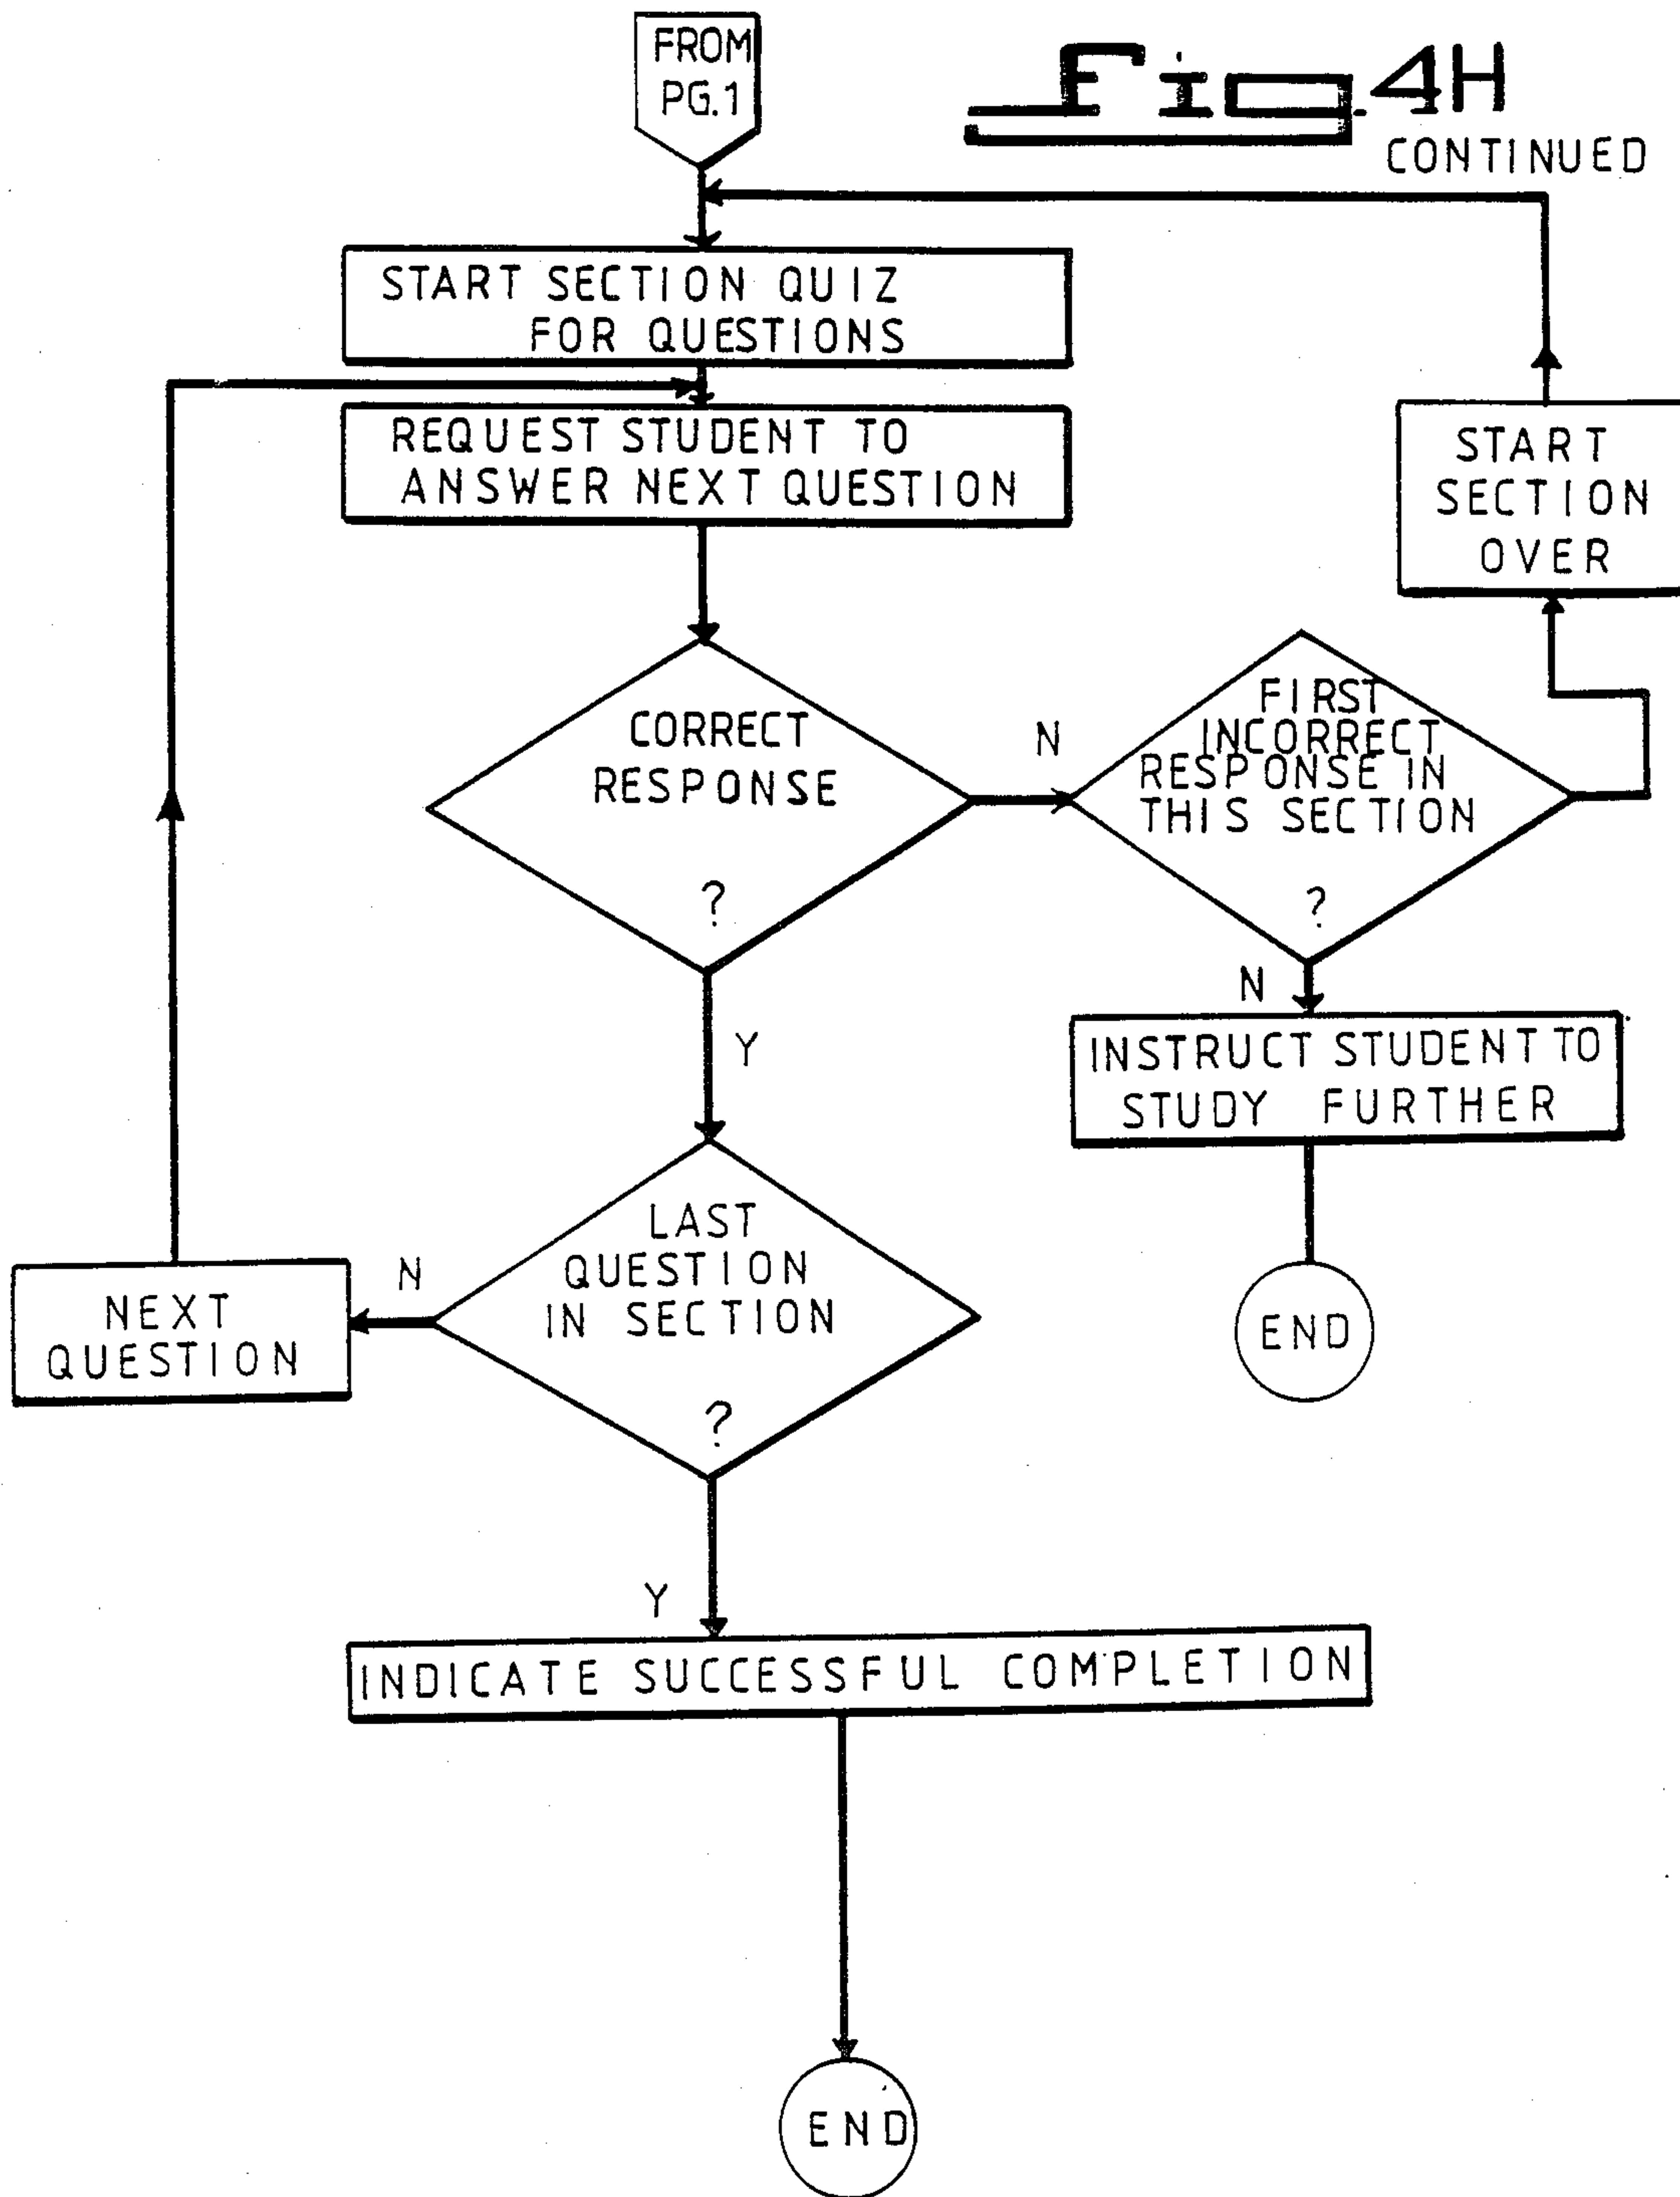 FROM
PG.1
Fig. 4H
CONTINUED
START SECTION QUIZ
FOR QUESTIONS
REQUEST STUDENT TO
ANSWER NEXT QUESTION
START
SECTION
OVER
CORRECT
RESPONSE
?
N
FIRST
INCORRECT
RESPONSE IN
THIS SECTION
?
N
Y
INSTRUCT STUDENT TO
STUDY FURTHER
END
LAST
QUESTION
IN SECTION
?
N
NEXT
QUESTION
Y
INDICATE SUCCESSFUL COMPLETION
END